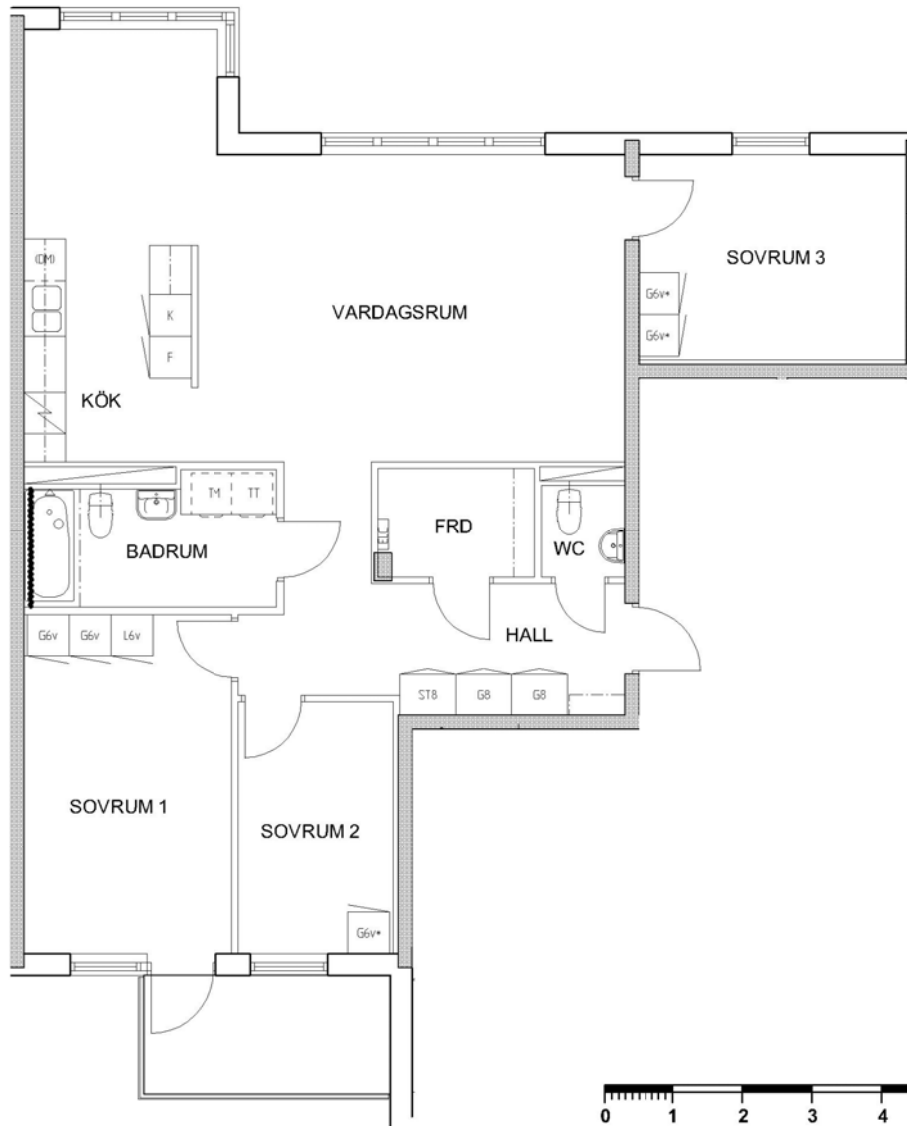 SOVRUM 3
(DM)
G6v*
K
VARDAGSRUM
G6v*
F
KÖK
TM
TT
FRD
BADRUM
WC
G6v
G6v
L6v
HALL
ST8
G8
G8
SOVRUM 1
SOVRUM 2
G6v*
0 1 2 3 4